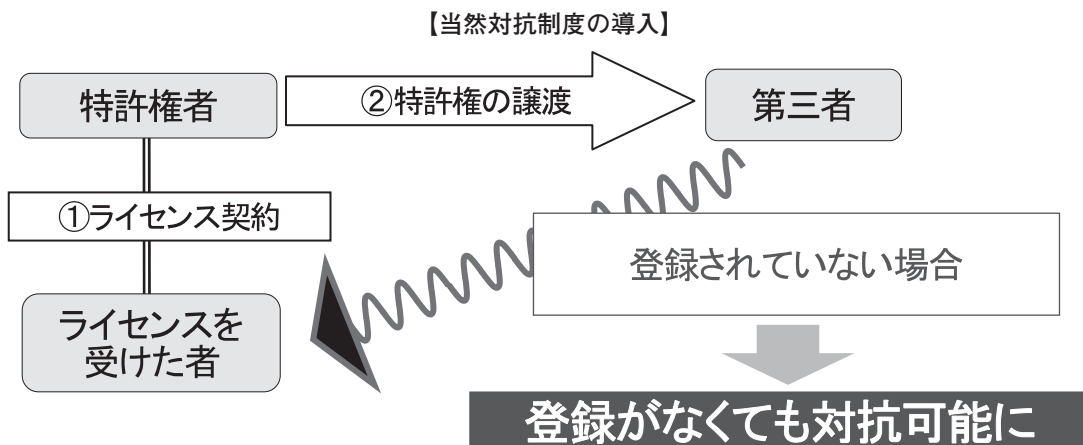 【当然対抗制度の導入】
特許権者
②特許権の譲渡
第三者
①ライセンス契約
登録されていない場合
ライセンスを
受けた者
登録がなくても対抗可能に